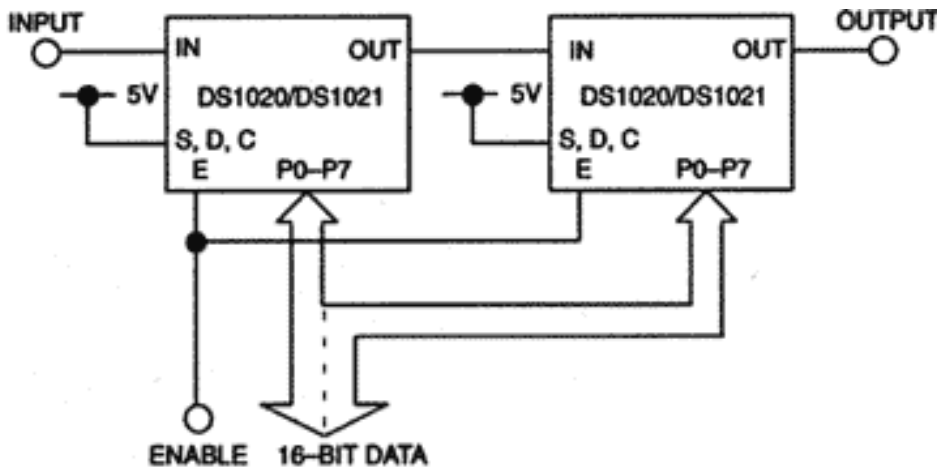 INPUT
OUTPUT
IN
OUT
IN
OUT
5V
DS1020/DS1021
5V
DS1020/DS1021
S, D, C
S, D, C
E
P0–P7
E
P0–P7
ENABLE
16–BIT DATA